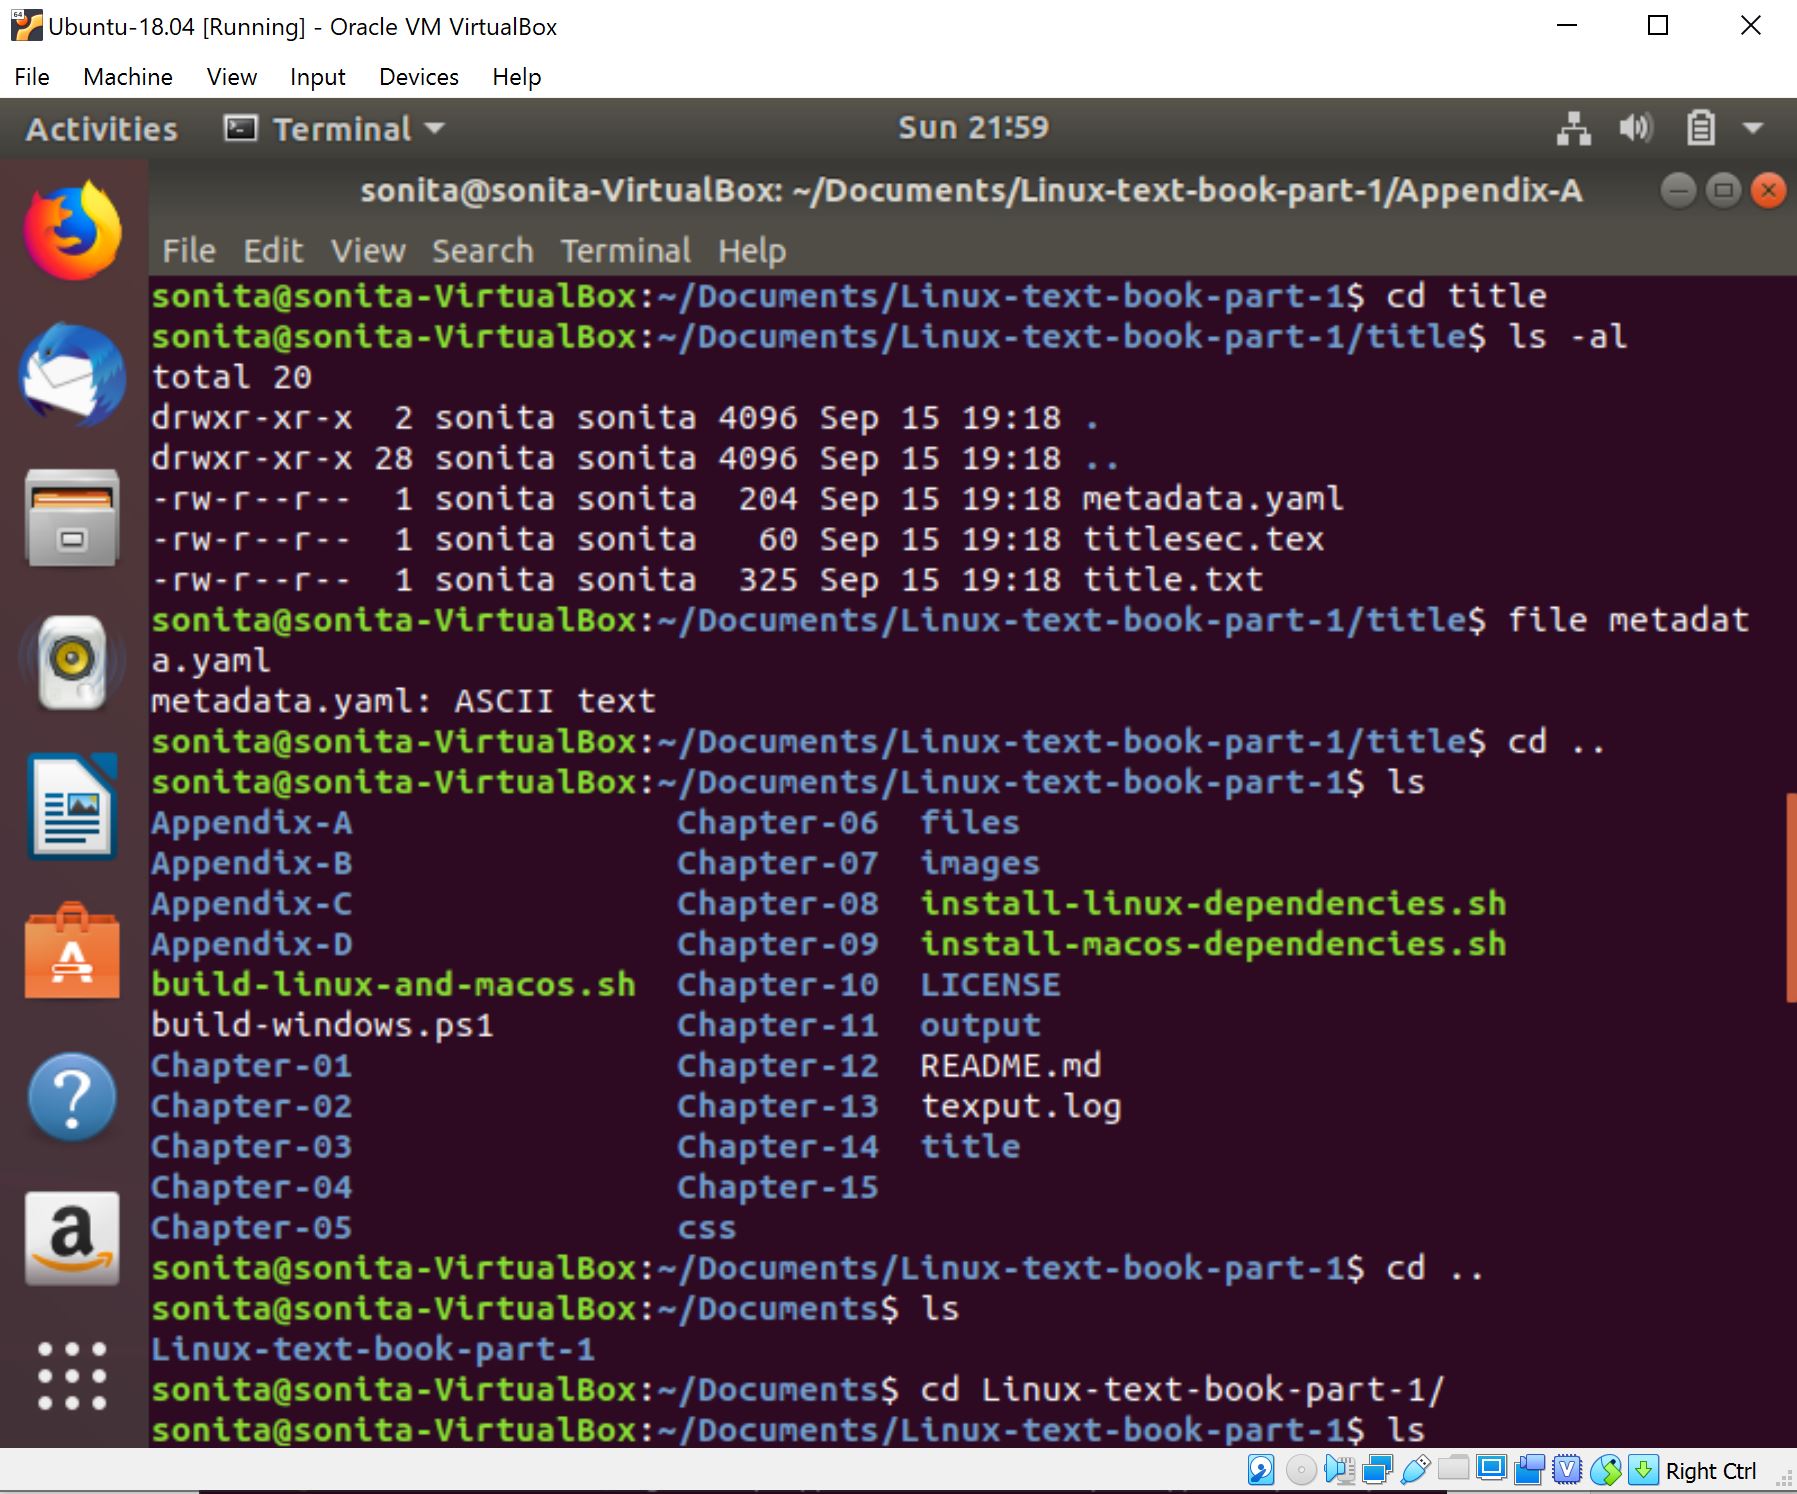 Ubuntu-18.04 [Running] - Oracle VM VirtualBox
File Machine View Input Devices Help
Activities Terminal Sun 21:59
sonita@sonita-VirtualBox: ~/Documents/Linux-text-book-part-1/Appendix-A
File Edit View Search Terminal Help
sonita@sonita-VirtualBox:~/Documents/Linux-text-book-part-1$ cd title
sonita@sonita-VirtualBox:~/Documents/Linux-text-book-part-1/title$ ls -al
total 20
drwxr-xr-x  2 sonita sonita 4096 Sep 15 19:18 .
drwxr-xr-x 28 sonita sonita 4096 Sep 15 19:18 ..
-rw-r--r--  1 sonita sonita  204 Sep 15 19:18 metadata.yaml
-rw-r--r--  1 sonita sonita   60 Sep 15 19:18 titlesec.tex
-rw-r--r--  1 sonita sonita  325 Sep 15 19:18 title.txt
sonita@sonita-VirtualBox:~/Documents/Linux-text-book-part-1/title$ file metadat
a.yaml
metadata.yaml: ASCII text
sonita@sonita-VirtualBox:~/Documents/Linux-text-book-part-1/title$ cd ..
sonita@sonita-VirtualBox:~/Documents/Linux-text-book-part-1$ ls
Appendix-A Chapter-06 files
Appendix-B Chapter-07 images
Appendix-C Chapter-08 install-linux-dependencies.sh
Appendix-D Chapter-09 install-macos-dependencies.sh
build-linux-and-macos.sh Chapter-10 LICENSE
build-windows.ps1 Chapter-11 output
Chapter-01 Chapter-12 README.md
Chapter-02 Chapter-13 texput.log
Chapter-03 Chapter-14 title
Chapter-04 Chapter-15
Chapter-05 css
sonita@sonita-VirtualBox:~/Documents/Linux-text-book-part-1$ cd ..
sonita@sonita-VirtualBox:~/Documents$ ls
Linux-text-book-part-1
sonita@sonita-VirtualBox:~/Documents$ cd Linux-text-book-part-1/
sonita@sonita-VirtualBox:~/Documents/Linux-text-book-part-1$ ls
Right Ctrl